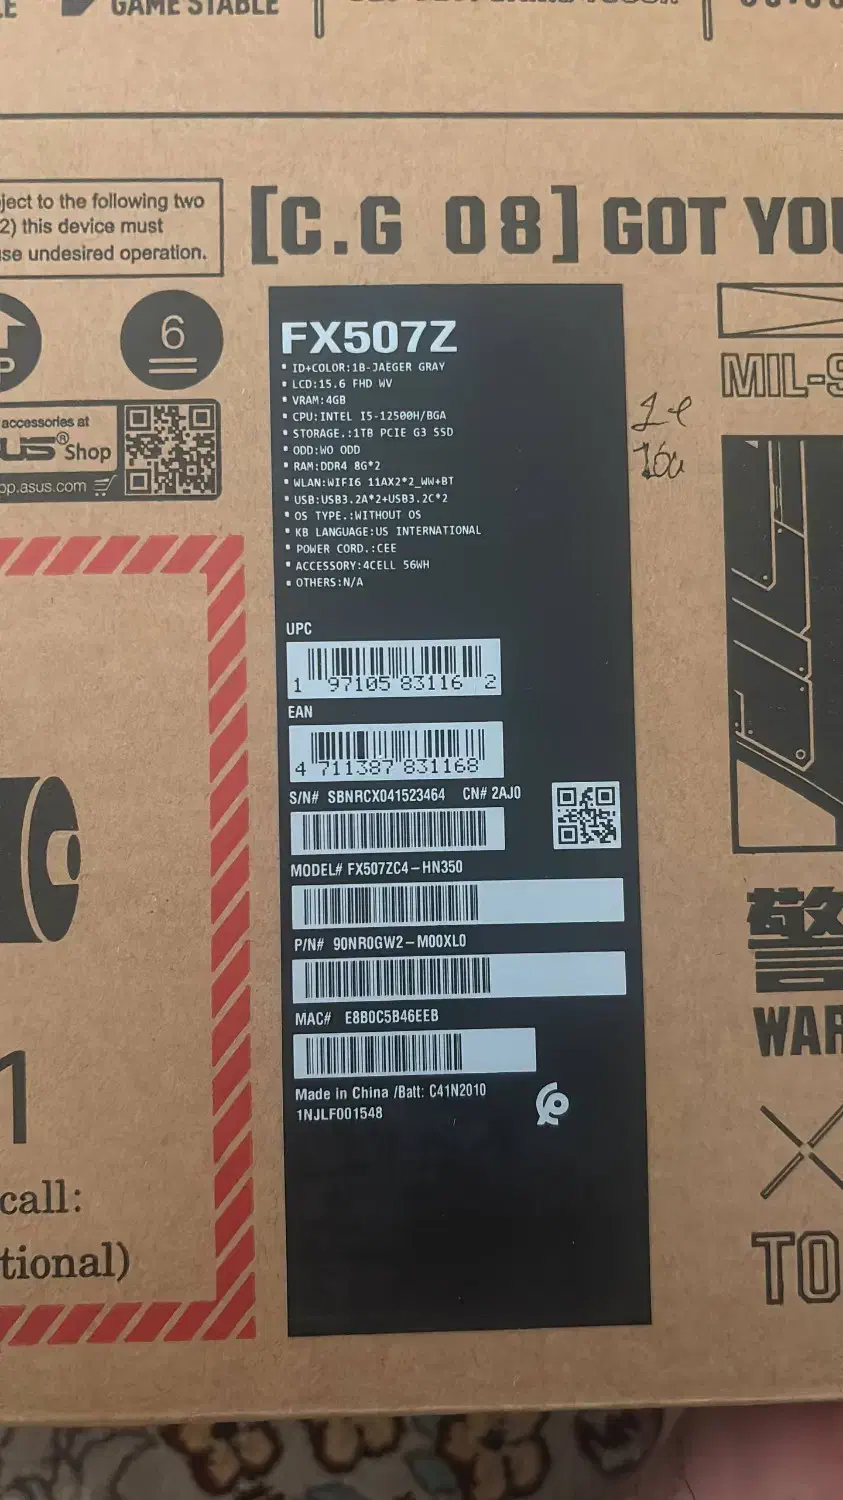 GAME STABLE
ject to the following two
2) this device must
se undesired operation.
[C.G 08] GOT YOU
6
P
accessories at
US® Shop
op.asus.com
FX507Z
• ID+COLOR:1B-JAEGER GRAY
• LCD:15.6 FHD WV
• VRAM:4GB
• CPU:INTEL I5-12500H/BGA
• STORAGE.:1TB PCIE G3 SSD
• ODD:WO ODD
• RAM:DDR4 8G*2
• WLAN:WIFI6 11AX2*2_WW+BT
• USB:USB3.2A*2+USB3.2C*2
• OS TYPE.:WITHOUT OS
• KB LANGUAGE:US INTERNATIONAL
• POWER CORD.:CEE
• ACCESSORY:4CELL 56WH
• OTHERS:N/A
MIL-S
UPC
1 97105 83116 2
EAN
4 711387 831168
S/N# SBNRCX041523464 CN# 2AJ0
MODEL# FX507ZC4-HN350
P/N# 90NR0GW2-M00XL0
MAC# E8B0C5B46EEB
Made in China /Batt: C41N2010
1NJLF001548
警
WAR
1
call:
tional)
TO